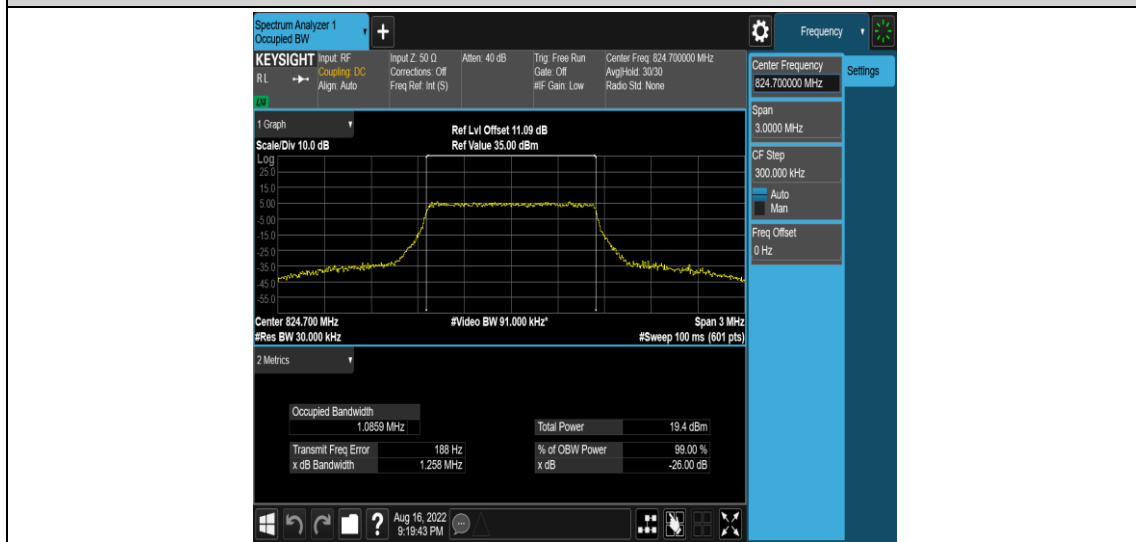 Spectrum Analyzer 1
Occupied BW
+
Frequency
KEYSIGHT
RL
LXI
Input: RF
Coupling: DC
Align: Auto
Input Z: 50 Ω
Corrections: Off
Freq Ref: Int (S)
Atten: 40 dB
Trig: Free Run
Gate: Off
#IF Gain: Low
Center Freq: 824.700000 MHz
Avg|Hold: 30/30
Radio Std: None
Center Frequency
824.700000 MHz
Settings
Span
3.0000 MHz
CF Step
300.000 kHz
Auto
Man
Freq Offset
0 Hz
1 Graph
Ref Lvl Offset 11.09 dB
Scale/Div 10.0 dB
Ref Value 35.00 dBm
Log
25.0
15.0
5.00
-5.00
-15.0
-25.0
-35.0
-45.0
-55.0
Center 824.700 MHz
#Video BW 91.000 kHz*
Span 3 MHz
#Res BW 30.000 kHz
#Sweep 100 ms (601 pts)
2 Metrics
Occupied Bandwidth
1.0859 MHz
Total Power 19.4 dBm
Transmit Freq Error 188 Hz
% of OBW Power 99.00 %
x dB Bandwidth 1.258 MHz
x dB -26.00 dB
?
Aug 16, 2022
9:19:43 PM